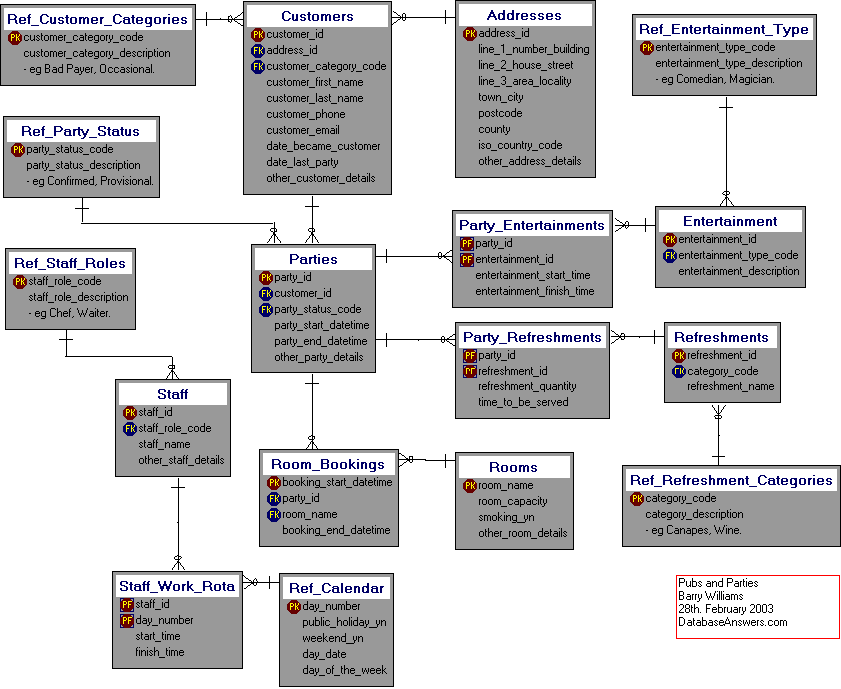 Ref_Customer_Categories
PK customer_category_code
customer_category_description
- eg Bad Payer, Occasional.
Customers
PK customer_id
FK address_id
FK customer_category_code
customer_first_name
customer_last_name
customer_phone
customer_email
date_became_customer
date_last_party
other_customer_details
Addresses
PK address_id
line_1_number_building
line_2_house_street
line_3_area_locality
town_city
postcode
county
iso_country_code
other_address_details
Ref_Entertainment_Type
PK entertainment_type_code
entertainment_type_description
- eg Comedian, Magician.
Ref_Party_Status
PK party_status_code
party_status_description
- eg Confirmed, Provisional.
Ref_Staff_Roles
PK staff_role_code
staff_role_description
- eg Chef, Waiter.
Parties
PK party_id
FK customer_id
FK party_status_code
party_start_datetime
party_end_datetime
other_party_details
Party_Entertainments
PF party_id
PF entertainment_id
entertainment_start_time
entertainment_finish_time
Entertainment
PK entertainment_id
FK entertainment_type_code
entertainment_description
Party_Refreshments
PF party_id
PF refreshment_id
refreshment_quantity
time_to_be_served
Refreshments
PK refreshment_id
FK category_code
refreshment_name
Staff
PK staff_id
FK staff_role_code
staff_name
other_staff_details
Room_Bookings
PK booking_start_datetime
FK party_id
FK room_name
booking_end_datetime
Rooms
PK room_name
room_capacity
smoking_yn
other_room_details
Ref_Refreshment_Categories
PK category_code
category_description
- eg Canapes, Wine.
Staff_Work_Rota
PF staff_id
PF day_number
start_time
finish_time
Ref_Calendar
PK day_number
public_holiday_yn
weekend_yn
day_date
day_of_the_week
Pubs and Parties
Barry Williams
28th. February 2003
DatabaseAnswers.com